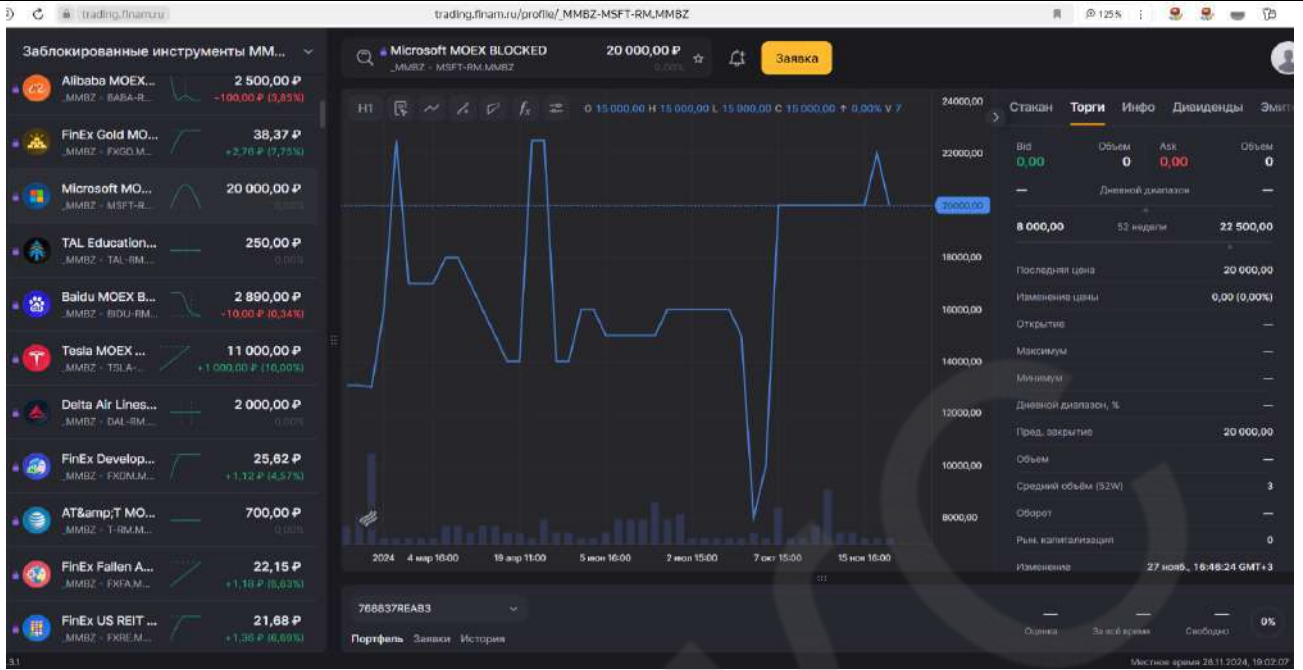 trading.finam.ru
trading.finam.ru/profile/_MMBZ-MSFT-RM.MMBZ
125%
Заблокированные инструменты MM...
Alibaba MOEX... 2 500,00 ₽
_MMBZ - BABA-R... -100,00 ₽ (3,85%)
FinEx Gold MO... 38,37 ₽
_MMBZ - FXGD.M... +2,76 ₽ (7,75%)
Microsoft MO... 20 000,00 ₽
_MMBZ - MSFT-R... 0,00%
TAL Education... 250,00 ₽
_MMBZ - TAL-RM.... 0,00%
Baidu MOEX B... 2 890,00 ₽
_MMBZ - BIDU-RM... -10,00 ₽ (0,34%)
Tesla MOEX ... 11 000,00 ₽
_MMBZ - TSLA-... +1 000,00 ₽ (10,00%)
Delta Air Lines... 2 000,00 ₽
_MMBZ - DAL-RM.... 0,00%
FinEx Develop... 25,62 ₽
_MMBZ - FXDM.M... +1,12 ₽ (4,57%)
AT&amp;T MO... 700,00 ₽
_MMBZ - T-RM.M... 0,00%
FinEx Fallen A... 22,15 ₽
_MMBZ - FXFA.M... +1,18 ₽ (5,63%)
FinEx US REIT ... 21,68 ₽
_MMBZ - FXRE.M... +1,36 ₽ (6,69%)
3.1
Microsoft MOEX BLOCKED 20 000,00 ₽
_MMBZ - MSFT-RM.MMBZ 0,00%
Заявка
H1 O 15 000,00 H 15 000,00 L 15 000,00 C 15 000,00 ↑ 0,00% V 7
24000,00
22000,00
20000,00
18000,00
16000,00
14000,00
12000,00
10000,00
8000,00
2024 4 мар 16:00 19 апр 11:00 5 июн 16:00 2 июл 15:00 7 окт 15:00 15 ноя 16:00
768837REAB3
Портфель Заявки История
Стакан Торги Инфо Дивиденды Эмит
Bid Объем Ask Объем
0,00 0 0,00 0
— Дневной диапазон —
8 000,00 52 недели 22 500,00
Последняя цена 20 000,00
Изменение цены 0,00 (0,00%)
Открытие —
Максимум —
Минимум —
Дневной диапазон, % —
Пред. закрытие 20 000,00
Объем —
Средний объём (52W) 3
Оборот —
Рын. капитализация 0
Изменение 27 нояб., 16:46:24 GMT+3
— — — 0%
Оценка За всё время Свободно
Местное время 28.11.2024, 19:02:07